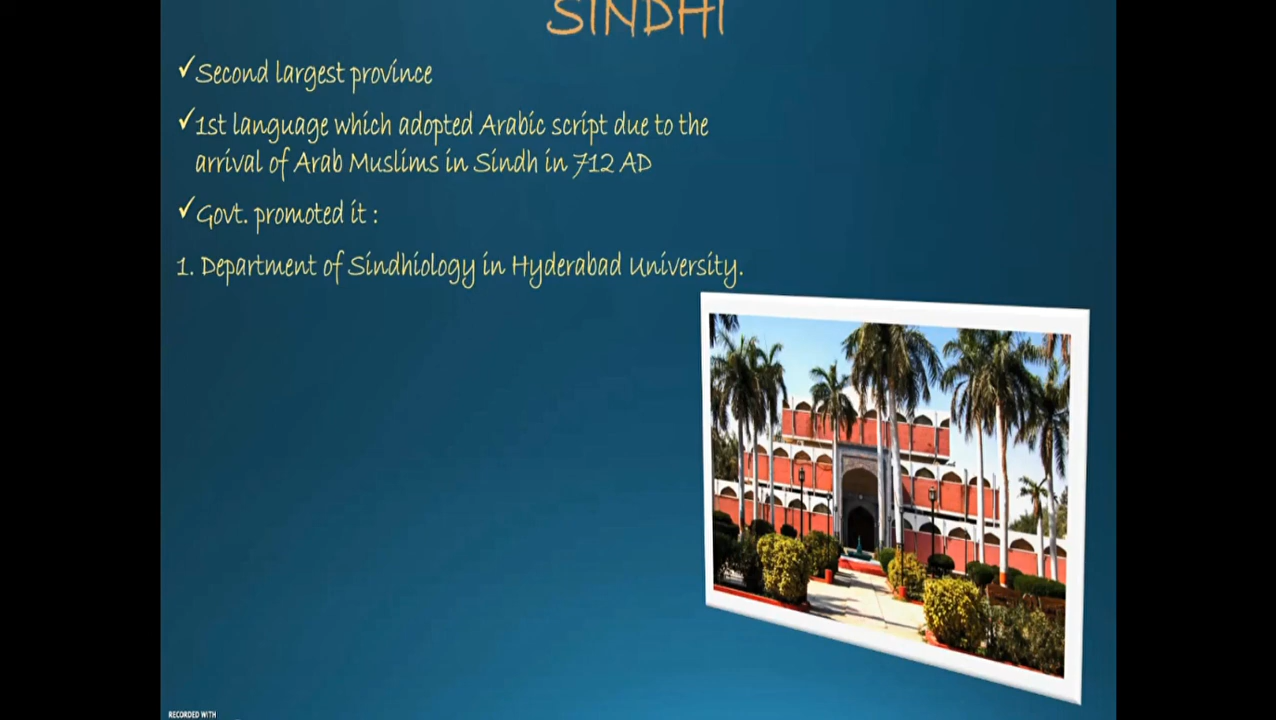 SINDHI
✓Second largest province
✓1st language which adopted Arabic script due to the
arrival of Arab Muslims in Sindh in 712 AD
✓Govt. promoted it :
1. Department of Sindhiology in Hyderabad University.
RECORDED WITH